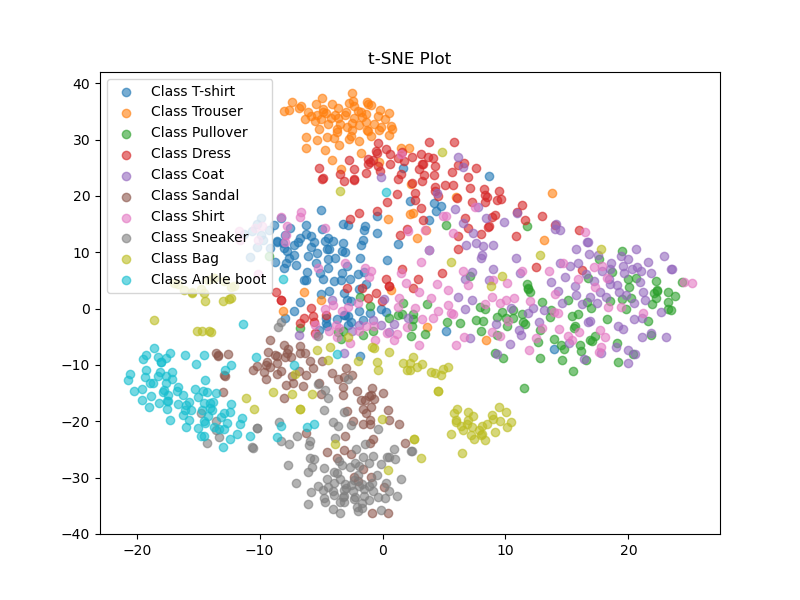 t-SNE Plot
40
30
20
10
0
−10
−20
−30
−40
Class T-shirt
Class Trouser
Class Pullover
Class Dress
Class Coat
Class Sandal
Class Shirt
Class Sneaker
Class Bag
Class Ankle boot
−20 −10 0 10 20